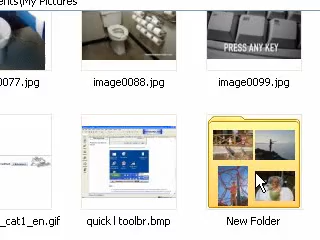 ents\My Pictures
PRESS ANY KEY
0077.jpg
image0088.jpg
image0099.jpg
_cat1_en.gif
quick l toolbr.bmp
New Folder